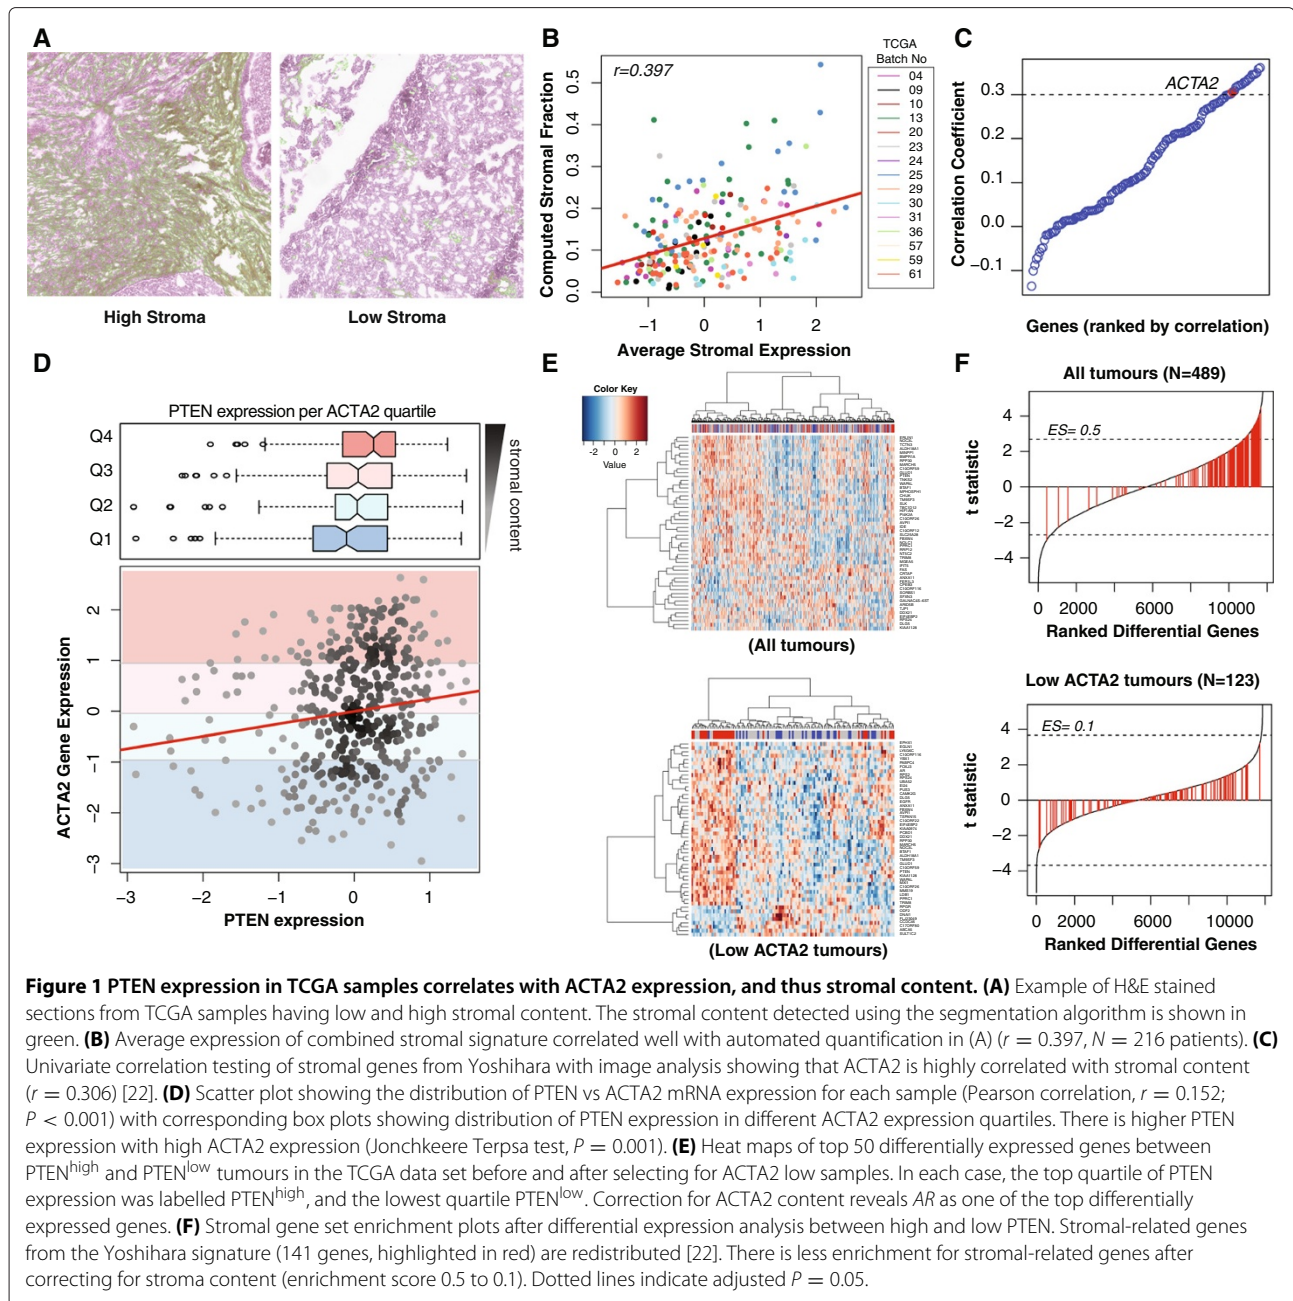 A
High Stroma
Low Stroma
B
r=0.397
Computed Stromal Fraction
0.5
0.4
0.3
0.2
0.1
0.0
−1
0
1
2
Average Stromal Expression
TCGA
Batch No
04
09
10
13
20
23
24
25
29
30
31
36
57
59
61
C
ACTA2
Correlation Coefficient
0.3
0.2
0.1
0.0
−0.1
Genes (ranked by correlation)
D
PTEN expression per ACTA2 quartile
Q4
Q3
Q2
Q1
stromal content
ACTA2 Gene Expression
2
1
0
−1
−2
−3
−3
−2
−1
0
1
PTEN expression
E
Color Key
−2
0
2
Value
(All tumours)
(Low ACTA2 tumours)
F
All tumours (N=489)
ES= 0.5
t statistic
4
2
0
−2
−4
0
2000
6000
10000
Ranked Differential Genes
Low ACTA2 tumours (N=123)
ES= 0.1
t statistic
4
2
0
−2
−4
0
2000
6000
10000
Ranked Differential Genes
Figure 1 PTEN expression in TCGA samples correlates with ACTA2 expression, and thus stromal content. (A) Example of H&E stained
sections from TCGA samples having low and high stromal content. The stromal content detected using the segmentation algorithm is shown in
green. (B) Average expression of combined stromal signature correlated well with automated quantification in (A) (r = 0.397, N = 216 patients). (C)
Univariate correlation testing of stromal genes from Yoshihara with image analysis showing that ACTA2 is highly correlated with stromal content
(r = 0.306) [22]. (D) Scatter plot showing the distribution of PTEN vs ACTA2 mRNA expression for each sample (Pearson correlation, r = 0.152;
P < 0.001) with corresponding box plots showing distribution of PTEN expression in different ACTA2 expression quartiles. There is higher PTEN
expression with high ACTA2 expression (Jonchkeere Terpsa test, P = 0.001). (E) Heat maps of top 50 differentially expressed genes between
PTENhigh and PTENlow tumours in the TCGA data set before and after selecting for ACTA2 low samples. In each case, the top quartile of PTEN
expression was labelled PTENhigh, and the lowest quartile PTENlow. Correction for ACTA2 content reveals AR as one of the top differentially
expressed genes. (F) Stromal gene set enrichment plots after differential expression analysis between high and low PTEN. Stromal-related genes
from the Yoshihara signature (141 genes, highlighted in red) are redistributed [22]. There is less enrichment for stromal-related genes after
correcting for stroma content (enrichment score 0.5 to 0.1). Dotted lines indicate adjusted P = 0.05.